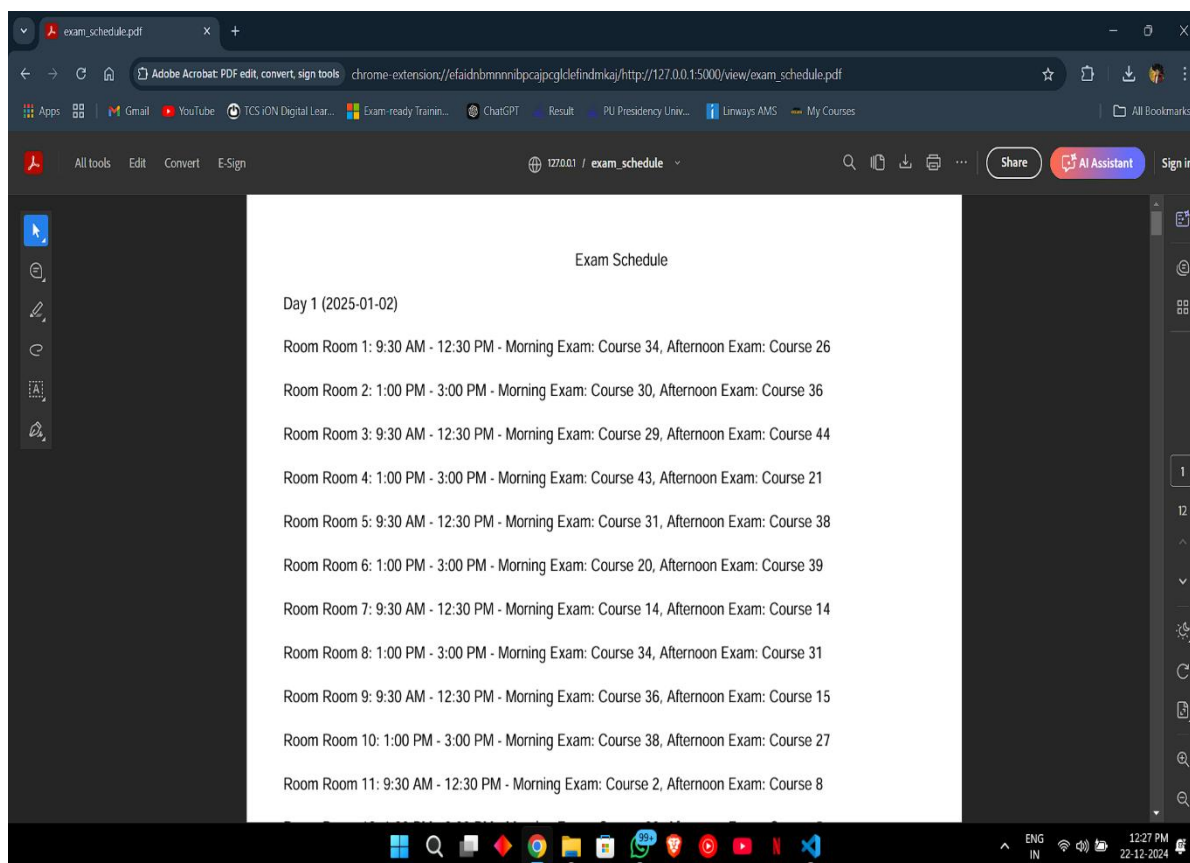 exam_schedule.pdf
Adobe Acrobat: PDF edit, convert, sign tools chrome-extension://efaidnbmnnnibpcajpcglclefindmkaj/http://127.0.0.1:5000/view/exam_schedule.pdf
Apps Gmail YouTube TCS iON Digital Lear... Exam-ready Trainin... ChatGPT Result PU Presidency Univ... Linways AMS My Courses All Bookmarks
All tools Edit Convert E-Sign 127.0.0.1 / exam_schedule Share AI Assistant Sign in
Exam Schedule
Day 1 (2025-01-02)
Room Room 1: 9:30 AM - 12:30 PM - Morning Exam: Course 34, Afternoon Exam: Course 26
Room Room 2: 1:00 PM - 3:00 PM - Morning Exam: Course 30, Afternoon Exam: Course 36
Room Room 3: 9:30 AM - 12:30 PM - Morning Exam: Course 29, Afternoon Exam: Course 44
Room Room 4: 1:00 PM - 3:00 PM - Morning Exam: Course 43, Afternoon Exam: Course 21
Room Room 5: 9:30 AM - 12:30 PM - Morning Exam: Course 31, Afternoon Exam: Course 38
Room Room 6: 1:00 PM - 3:00 PM - Morning Exam: Course 20, Afternoon Exam: Course 39
Room Room 7: 9:30 AM - 12:30 PM - Morning Exam: Course 14, Afternoon Exam: Course 14
Room Room 8: 1:00 PM - 3:00 PM - Morning Exam: Course 34, Afternoon Exam: Course 31
Room Room 9: 9:30 AM - 12:30 PM - Morning Exam: Course 36, Afternoon Exam: Course 15
Room Room 10: 1:00 PM - 3:00 PM - Morning Exam: Course 38, Afternoon Exam: Course 27
Room Room 11: 9:30 AM - 12:30 PM - Morning Exam: Course 2, Afternoon Exam: Course 8
1
12
99+
ENG
IN
12:27 PM
22-12-2024